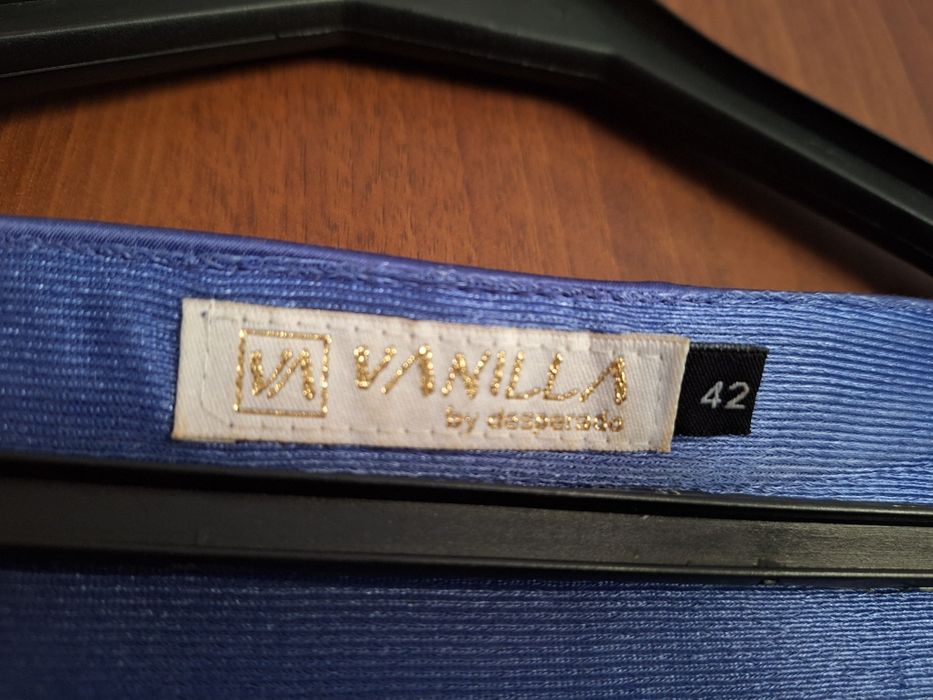 VA VANILLA
by desperado
42